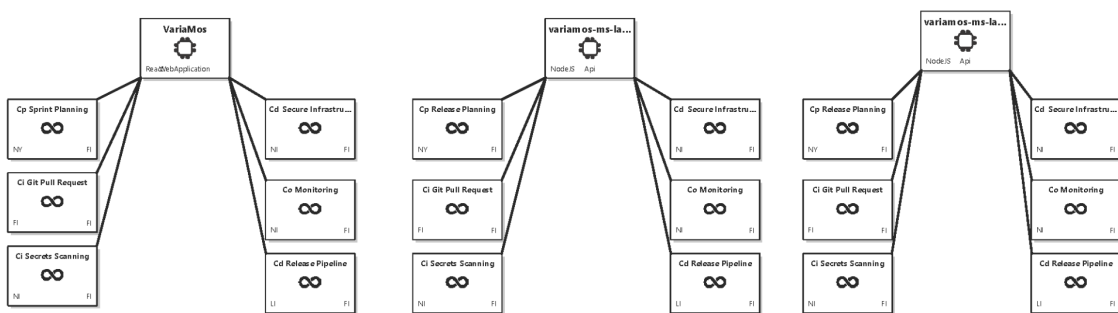 VariaMos
ReactWebApplication
Cp Sprint Planning
NY FI
Ci Git Pull Request
FI FI
Ci Secrets Scanning
NI FI
Cd Secure Infrastru...
NI FI
Co Monitoring
NI FI
Cd Release Pipeline
LI FI
variamos-ms-la...
NodeJS Api
Cp Release Planning
NY FI
Ci Git Pull Request
FI FI
Ci Secrets Scanning
NI FI
Cd Secure Infrastru...
NI FI
Co Monitoring
NI FI
Cd Release Pipeline
LI FI
variamos-ms-la...
NodeJS Api
Cp Release Planning
NY FI
Ci Git Pull Request
FI FI
Ci Secrets Scanning
NI FI
Cd Secure Infrastru...
NI FI
Co Monitoring
NI FI
Cd Release Pipeline
LI FI